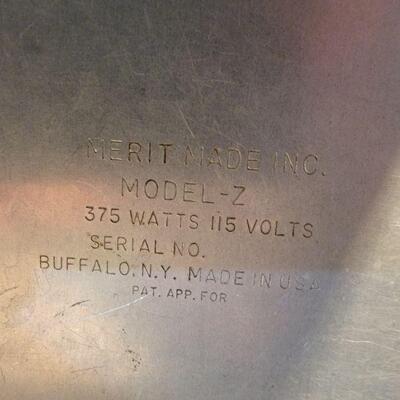 MERIT MADE INC.
MODEL-Z
375 WATTS 115 VOLTS
SERIAL NO.
BUFFALO, N.Y. MADE IN USA
PAT. APP. FOR